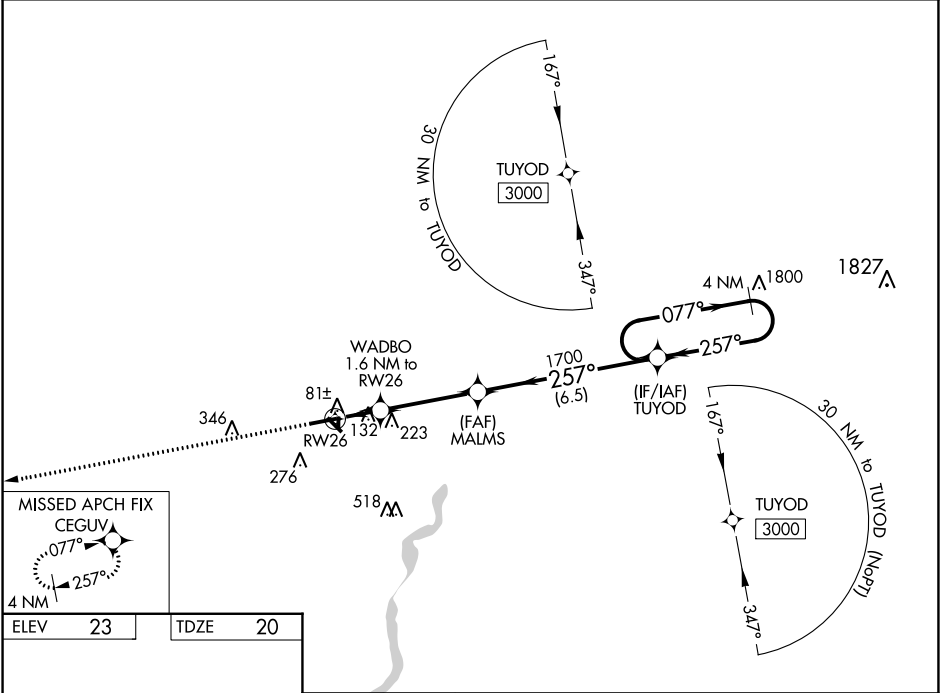 167°
30 NM to TUYOD
TUYOD
3000
347°
4 NM
1800
1827
077°
257°
WADBO
1.6 NM to
RW26
1700
257°
(6.5)
(IF/IAF)
TUYOD
81±
(FAF)
MALMS
346
132
223
RW26
276
518
167°
30 NM to TUYOD (NoPT)
TUYOD
3000
347°
MISSED APCH FIX
CEGUV
077°
257°
4 NM
ELEV 23
TDZE 20